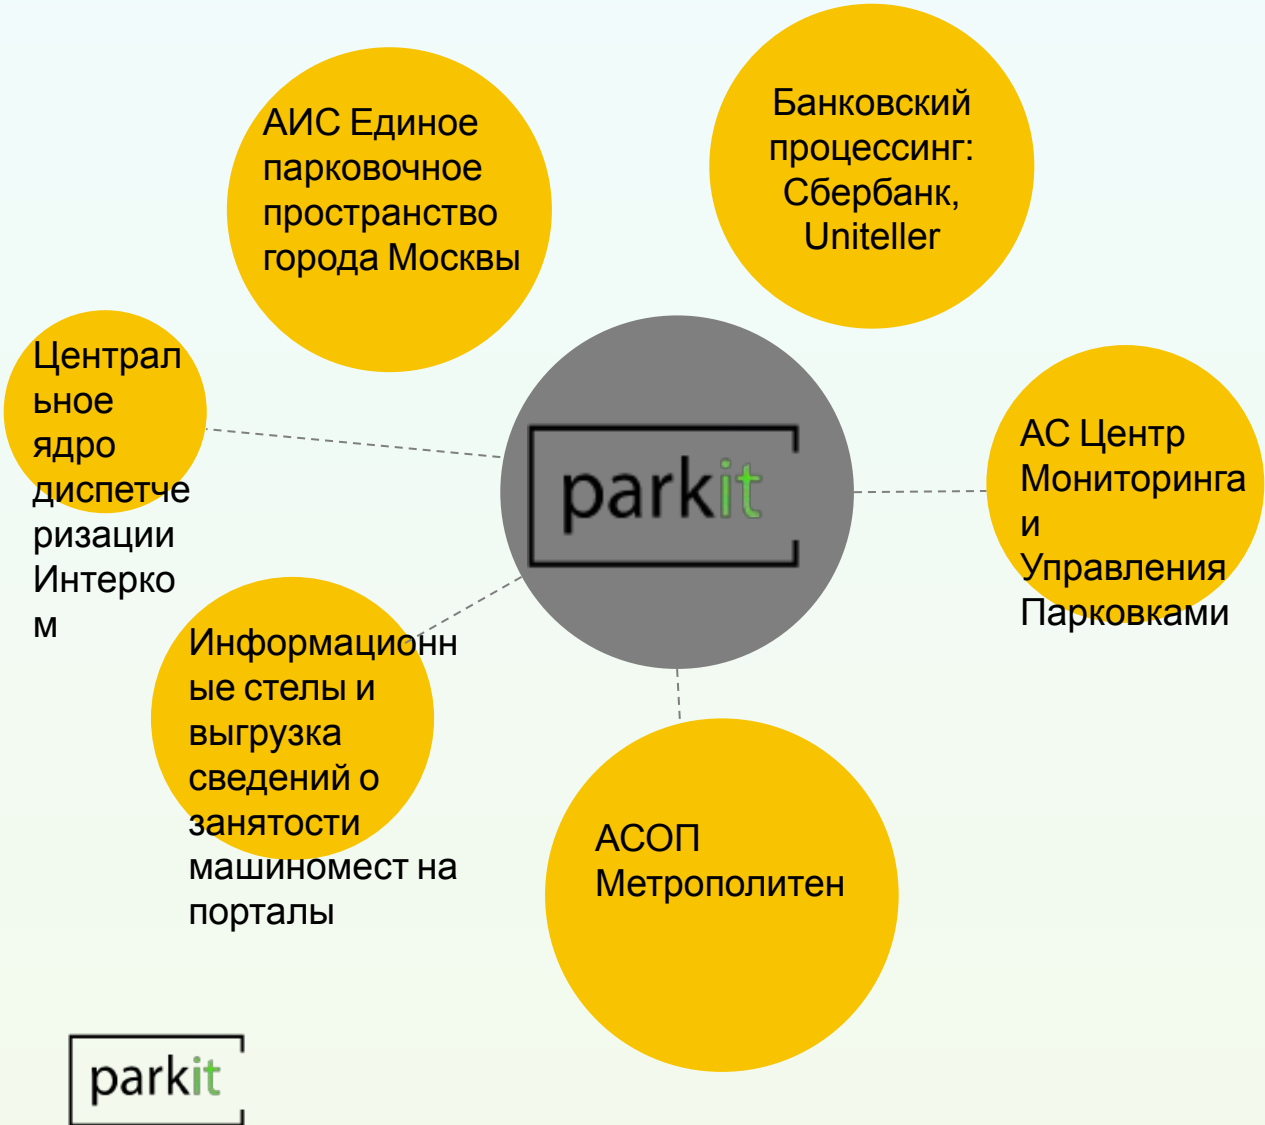 АИС Единое
парковочное
пространство
города Москвы
Банковский
процессинг:
Сбербанк,
Uniteller
Централ
ьное
ядро
диспетче
ризации
Интерко
м
parkit
АС Центр
Мониторинга
и
Управления
Парковками
Информационн
ые стелы и
выгрузка
сведений о
занятости
машиномест на
порталы
АСОП
Метрополитен
parkit